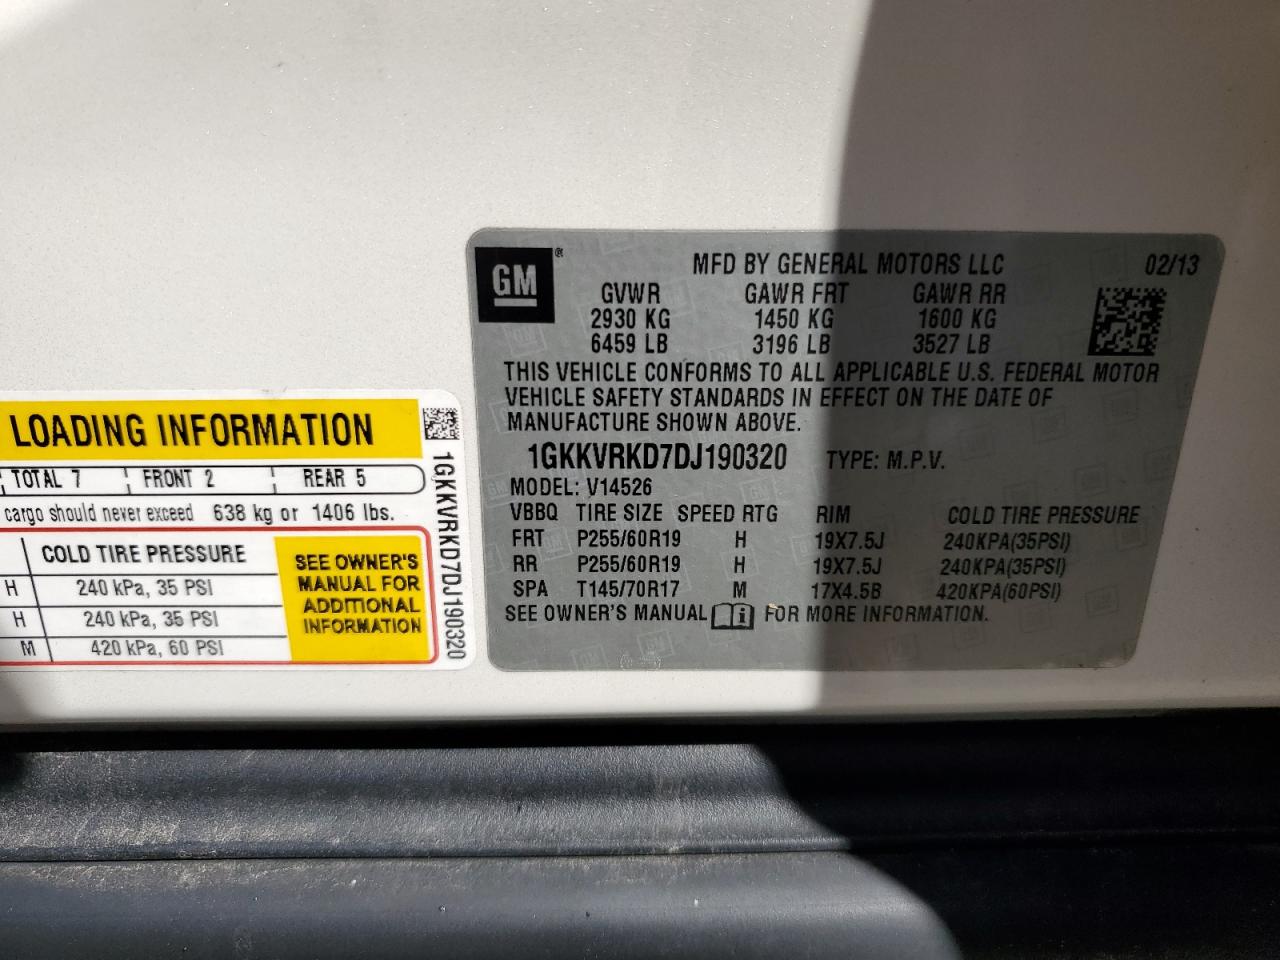 GM ®
MFD BY GENERAL MOTORS LLC 02/13
GVWR GAWR FRT GAWR RR
2930 KG 1450 KG 1600 KG
6459 LB 3196 LB 3527 LB
THIS VEHICLE CONFORMS TO ALL APPLICABLE U.S. FEDERAL MOTOR
VEHICLE SAFETY STANDARDS IN EFFECT ON THE DATE OF
MANUFACTURE SHOWN ABOVE.
1GKKVRKD7DJ190320 TYPE: M.P.V.
MODEL: V14526
VBBQ TIRE SIZE SPEED RTG RIM COLD TIRE PRESSURE
FRT P255/60R19 H 19X7.5J 240KPA(35PSI)
RR P255/60R19 H 19X7.5J 240KPA(35PSI)
SPA T145/70R17 M 17X4.5B 420KPA(60PSI)
SEE OWNER'S MANUAL i FOR MORE INFORMATION.
LOADING INFORMATION
TOTAL 7 FRONT 2 REAR 5
cargo should never exceed 638 kg or 1406 lbs.
COLD TIRE PRESSURE
H 240 kPa, 35 PSI
H 240 kPa, 35 PSI
M 420 kPa, 60 PSI
SEE OWNER'S
MANUAL FOR
ADDITIONAL
INFORMATION
1GKKVRKD7DJ190320